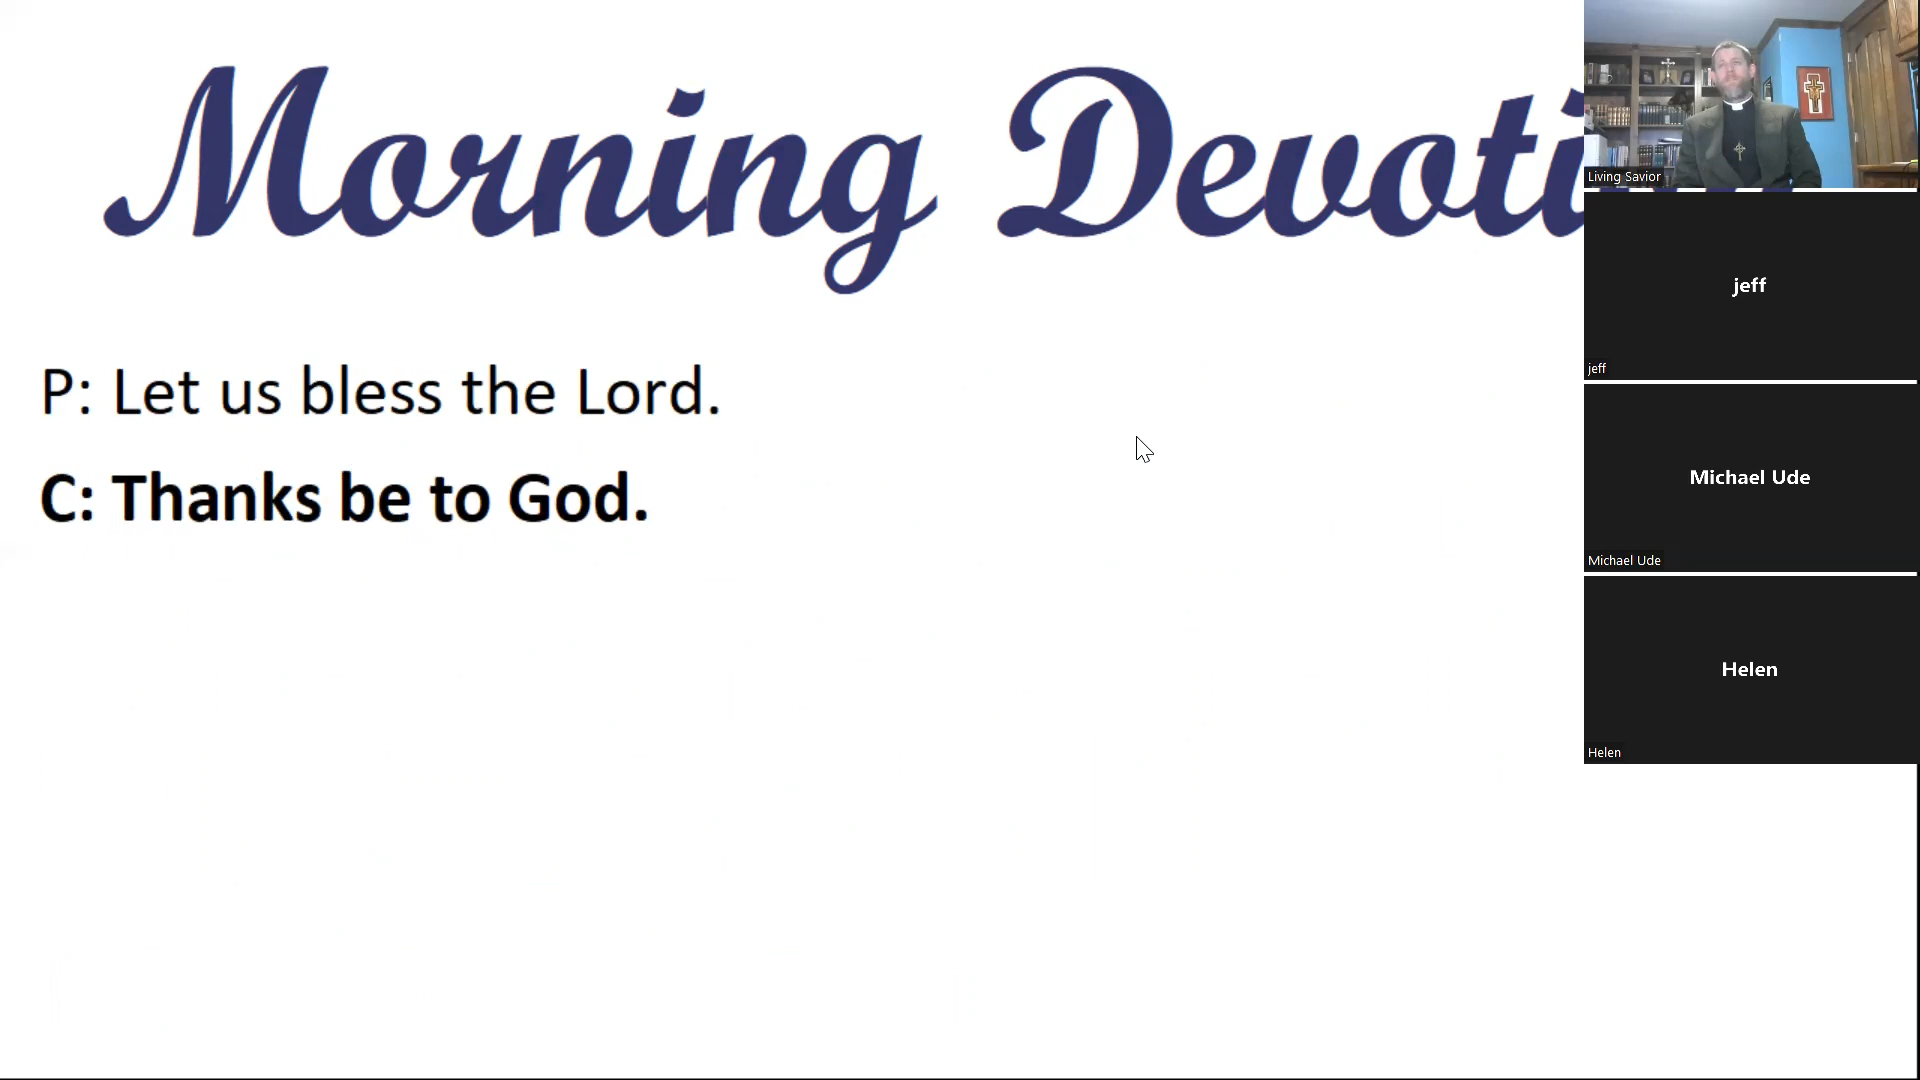 Morning Devoti
P: Let us bless the Lord.
C: Thanks be to God.
Living Savior
jeff
jeff
Michael Ude
Michael Ude
Helen
Helen